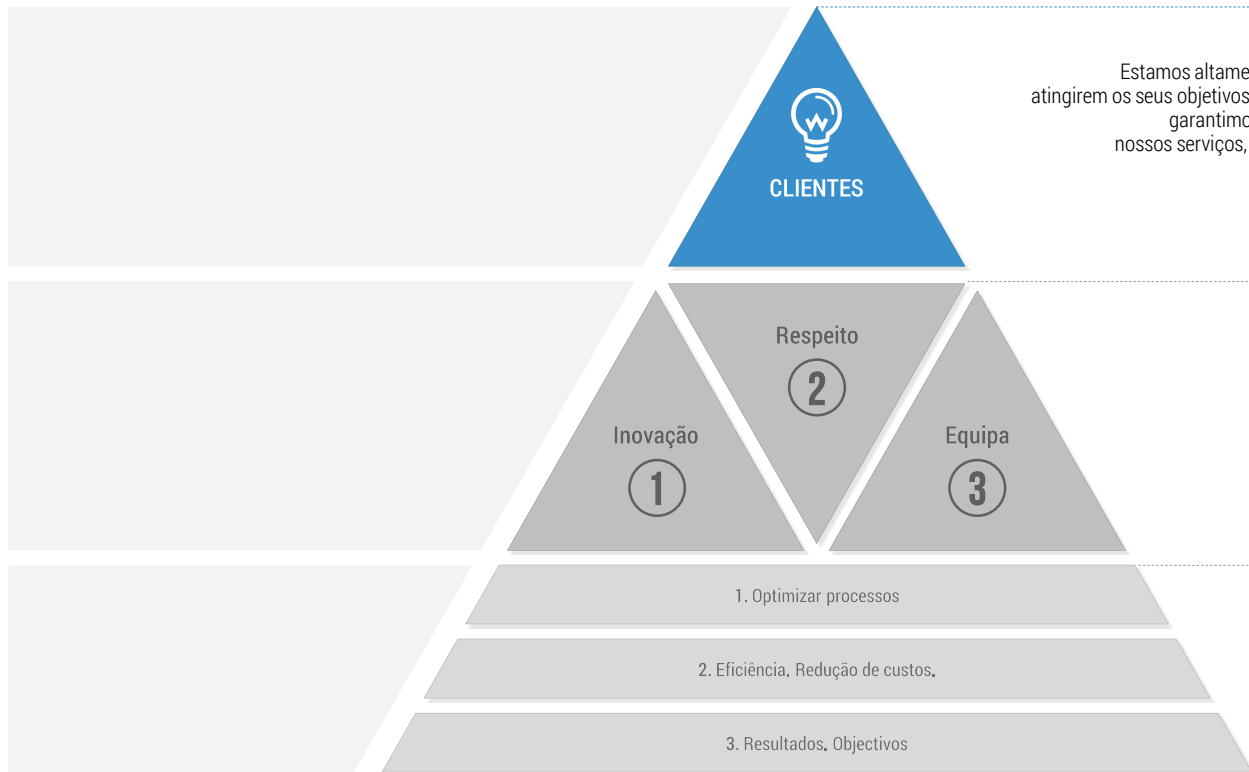 Estamos altame
atingirem os seus objetivos
garantimo
nossos serviços,
CLIENTES
Respeito
2
Inovação
1
Equipa
3
1. Optimizar processos
2. Eficiência. Redução de custos.
3. Resultados. Objectivos